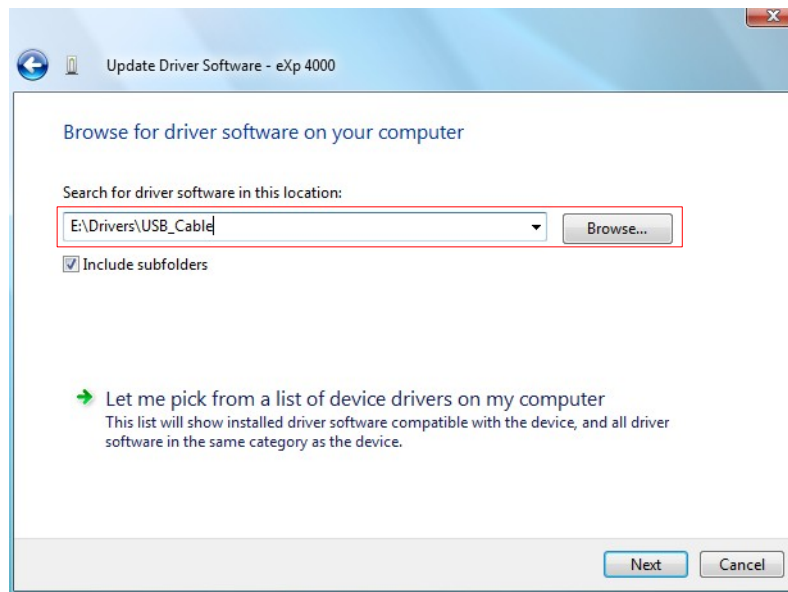 Update Driver Software - eXp 4000
Browse for driver software on your computer
Search for driver software in this location:
E:\Drivers\USB_Cable
Browse...
Include subfolders
Let me pick from a list of device drivers on my computer
This list will show installed driver software compatible with the device, and all driver
software in the same category as the device.
Next
Cancel